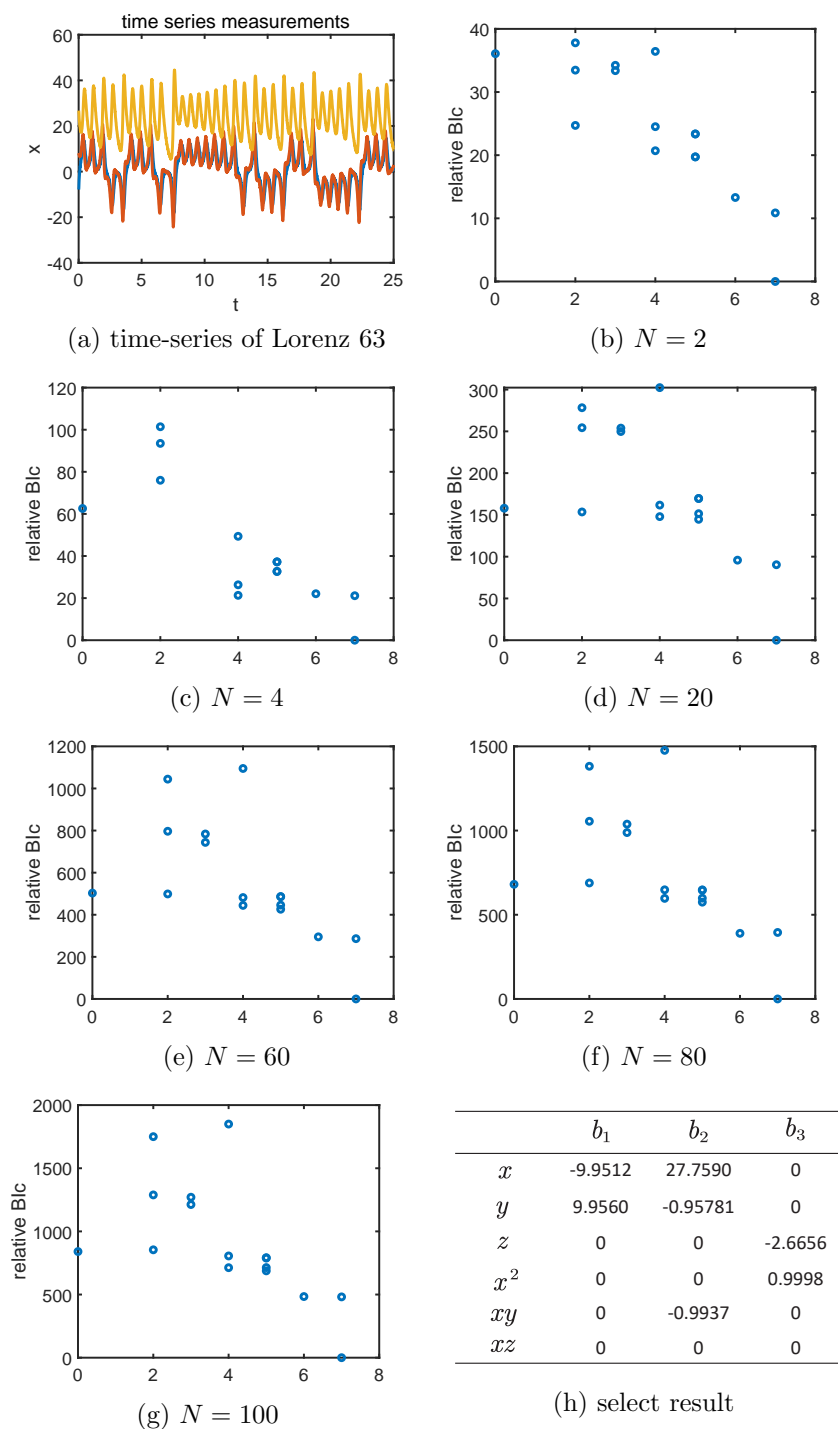 time series measurements
60
40
20
0
-20
-40
x
0 5 10 15 20 25
t
(a) time-series of Lorenz 63
40
30
20
10
0
relative BIc
0 2 4 6 8
(b) N = 2
120
100
80
60
40
20
0
relative BIc
0 2 4 6 8
(c) N = 4
300
250
200
150
100
50
0
relative BIc
0 2 4 6 8
(d) N = 20
1200
1000
800
600
400
200
0
relative BIc
0 2 4 6 8
(e) N = 60
1500
1000
500
0
relative BIc
0 2 4 6 8
(f) N = 80
2000
1500
1000
500
0
relative BIc
0 2 4 6 8
(g) N = 100
b₁ b₂ b₃
x -9.9512 27.7590 0
y 9.9560 -0.95781 0
z 0 0 -2.6656
x² 0 0 0.9998
xy 0 -0.9937 0
xz 0 0 0
(h) select result